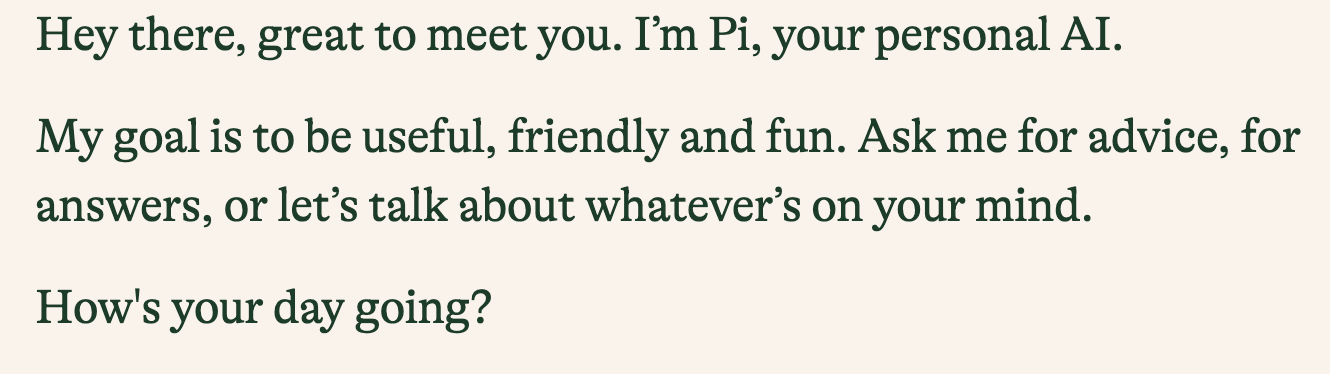 Hey there, great to meet you. I’m Pi, your personal AI.
My goal is to be useful, friendly and fun. Ask me for advice, for
answers, or let’s talk about whatever’s on your mind.
How's your day going?